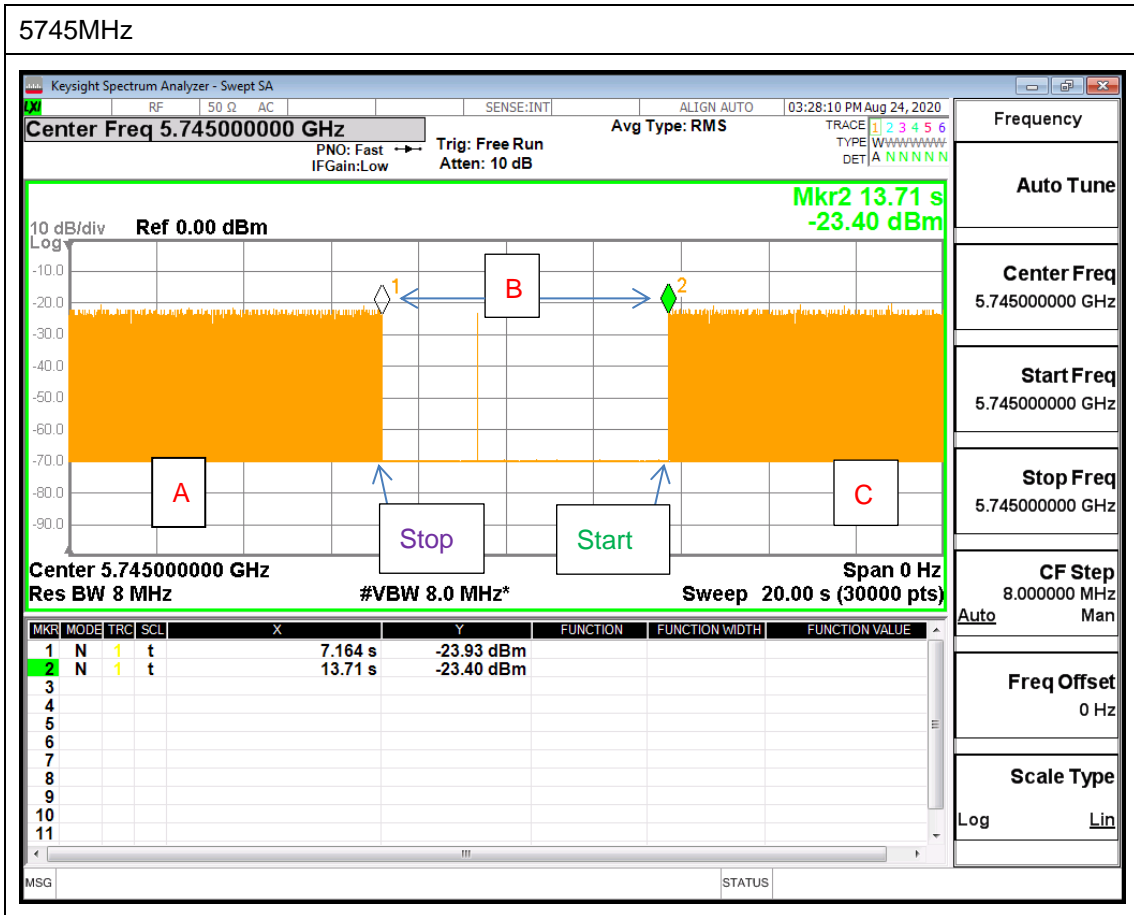 5745MHz
Keysight Spectrum Analyzer - Swept SA
LXI RF 50 Ω AC SENSE:INT ALIGN AUTO 03:28:10 PM Aug 24, 2020
Center Freq 5.745000000 GHz
PNO: Fast
IFGain:Low
Trig: Free Run
Atten: 10 dB
Avg Type: RMS
TRACE 1 2 3 4 5 6
TYPE WWWWWW
DET A N N N N N
Mkr2 13.71 s
-23.40 dBm
10 dB/div Ref 0.00 dBm
Log
-10.0
-20.0
-30.0
-40.0
-50.0
-60.0
-70.0
-80.0
-90.0
1
B
2
A
C
Stop
Start
Center 5.745000000 GHz Span 0 Hz
Res BW 8 MHz #VBW 8.0 MHz* Sweep 20.00 s (30000 pts)
MKR MODE TRC SCL X Y FUNCTION FUNCTION WIDTH FUNCTION VALUE
1 N 1 t 7.164 s -23.93 dBm
2 N 1 t 13.71 s -23.40 dBm
3
4
5
6
7
8
9
10
11
MSG STATUS
Frequency
Auto Tune
Center Freq
5.745000000 GHz
Start Freq
5.745000000 GHz
Stop Freq
5.745000000 GHz
CF Step
8.000000 MHz
Auto Man
Freq Offset
0 Hz
Scale Type
Log Lin